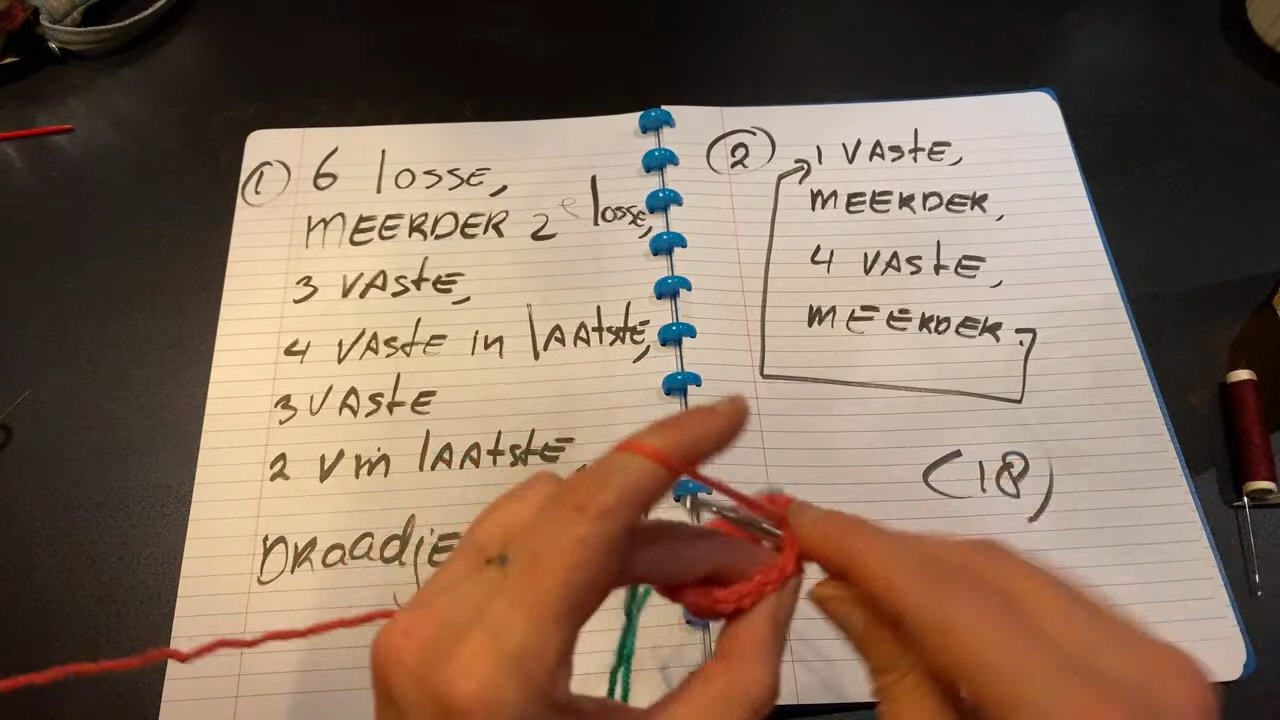 ① 6 losse,
MEERDER 2e losse,
3 VASTE,
4 VASTE in lAAtstE,
3 VASTE
2 V in lAAtstE,
DRAADJE
② 1 VASTE,
MEERDER,
4 VASTE,
MEERDER.
(18)